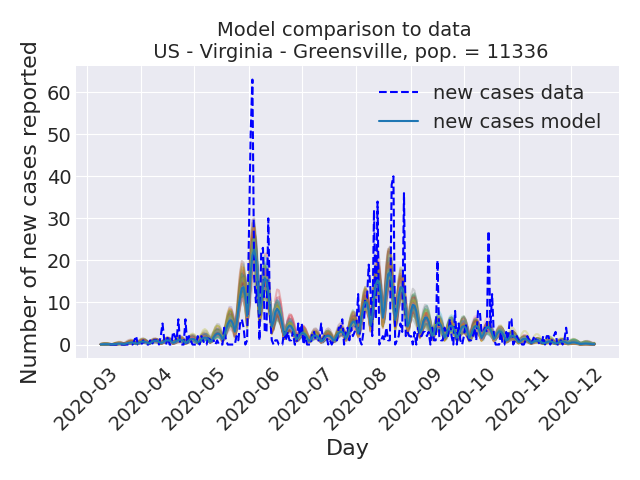 Model comparison to data
US - Virginia - Greensville, pop. = 11336
Number of new cases reported
60
50
40
30
20
10
0
new cases data
new cases model
2020-03
2020-04
2020-05
2020-06
2020-07
2020-08
2020-09
2020-10
2020-11
2020-12
Day